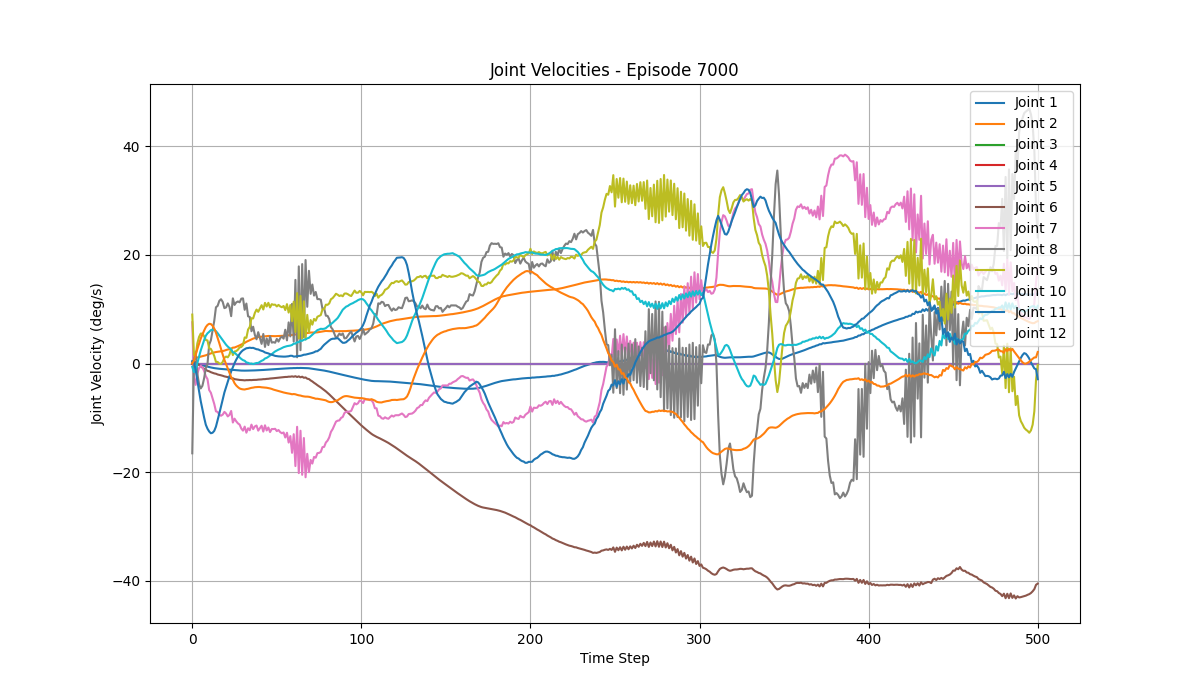 Joint Velocities - Episode 7000
Joint Velocity (deg/s)
40
20
0
−20
−40
0
100
200
300
400
500
Time Step
Joint 1
Joint 2
Joint 3
Joint 4
Joint 5
Joint 6
Joint 7
Joint 8
Joint 9
Joint 10
Joint 11
Joint 12